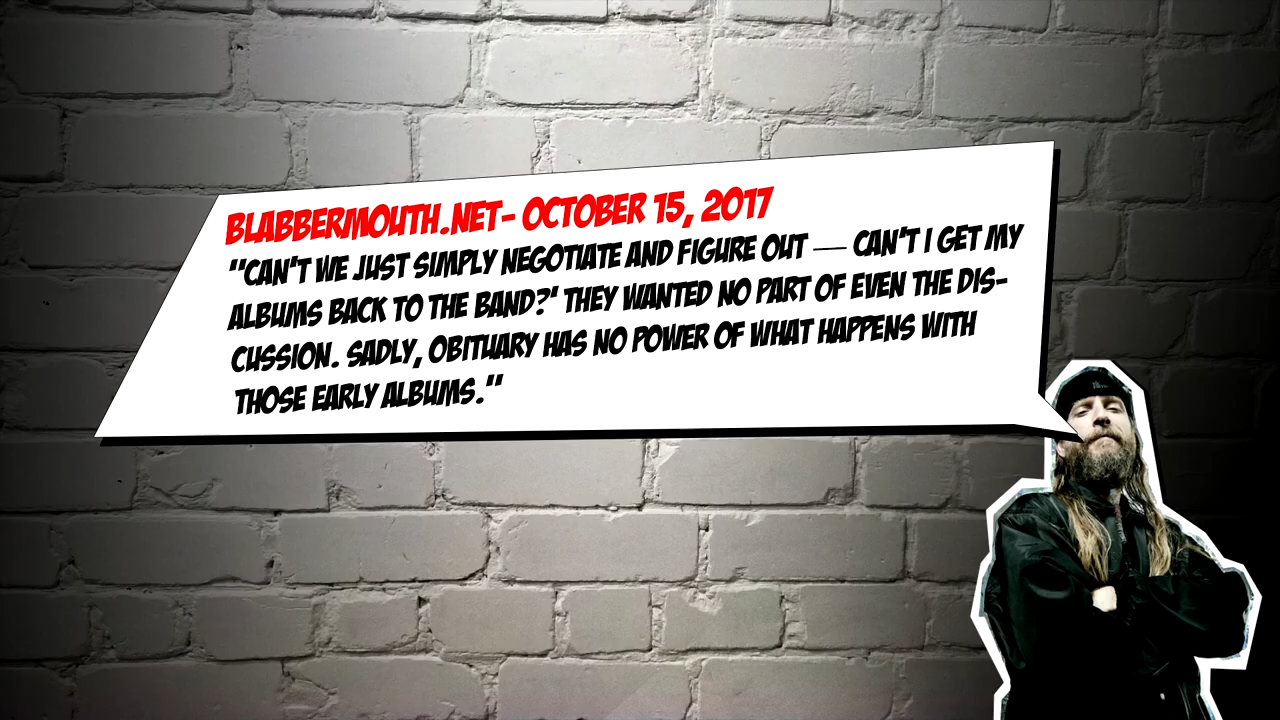 BLABBERMOUTH.NET- OCTOBER 15, 2017
"CAN'T WE JUST SIMPLY NEGOTIATE AND FIGURE OUT — CAN'T I GET MY
ALBUMS BACK TO THE BAND?' THEY WANTED NO PART OF EVEN THE DIS-
CUSSION. SADLY, OBITUARY HAS NO POWER OF WHAT HAPPENS WITH
THOSE EARLY ALBUMS."